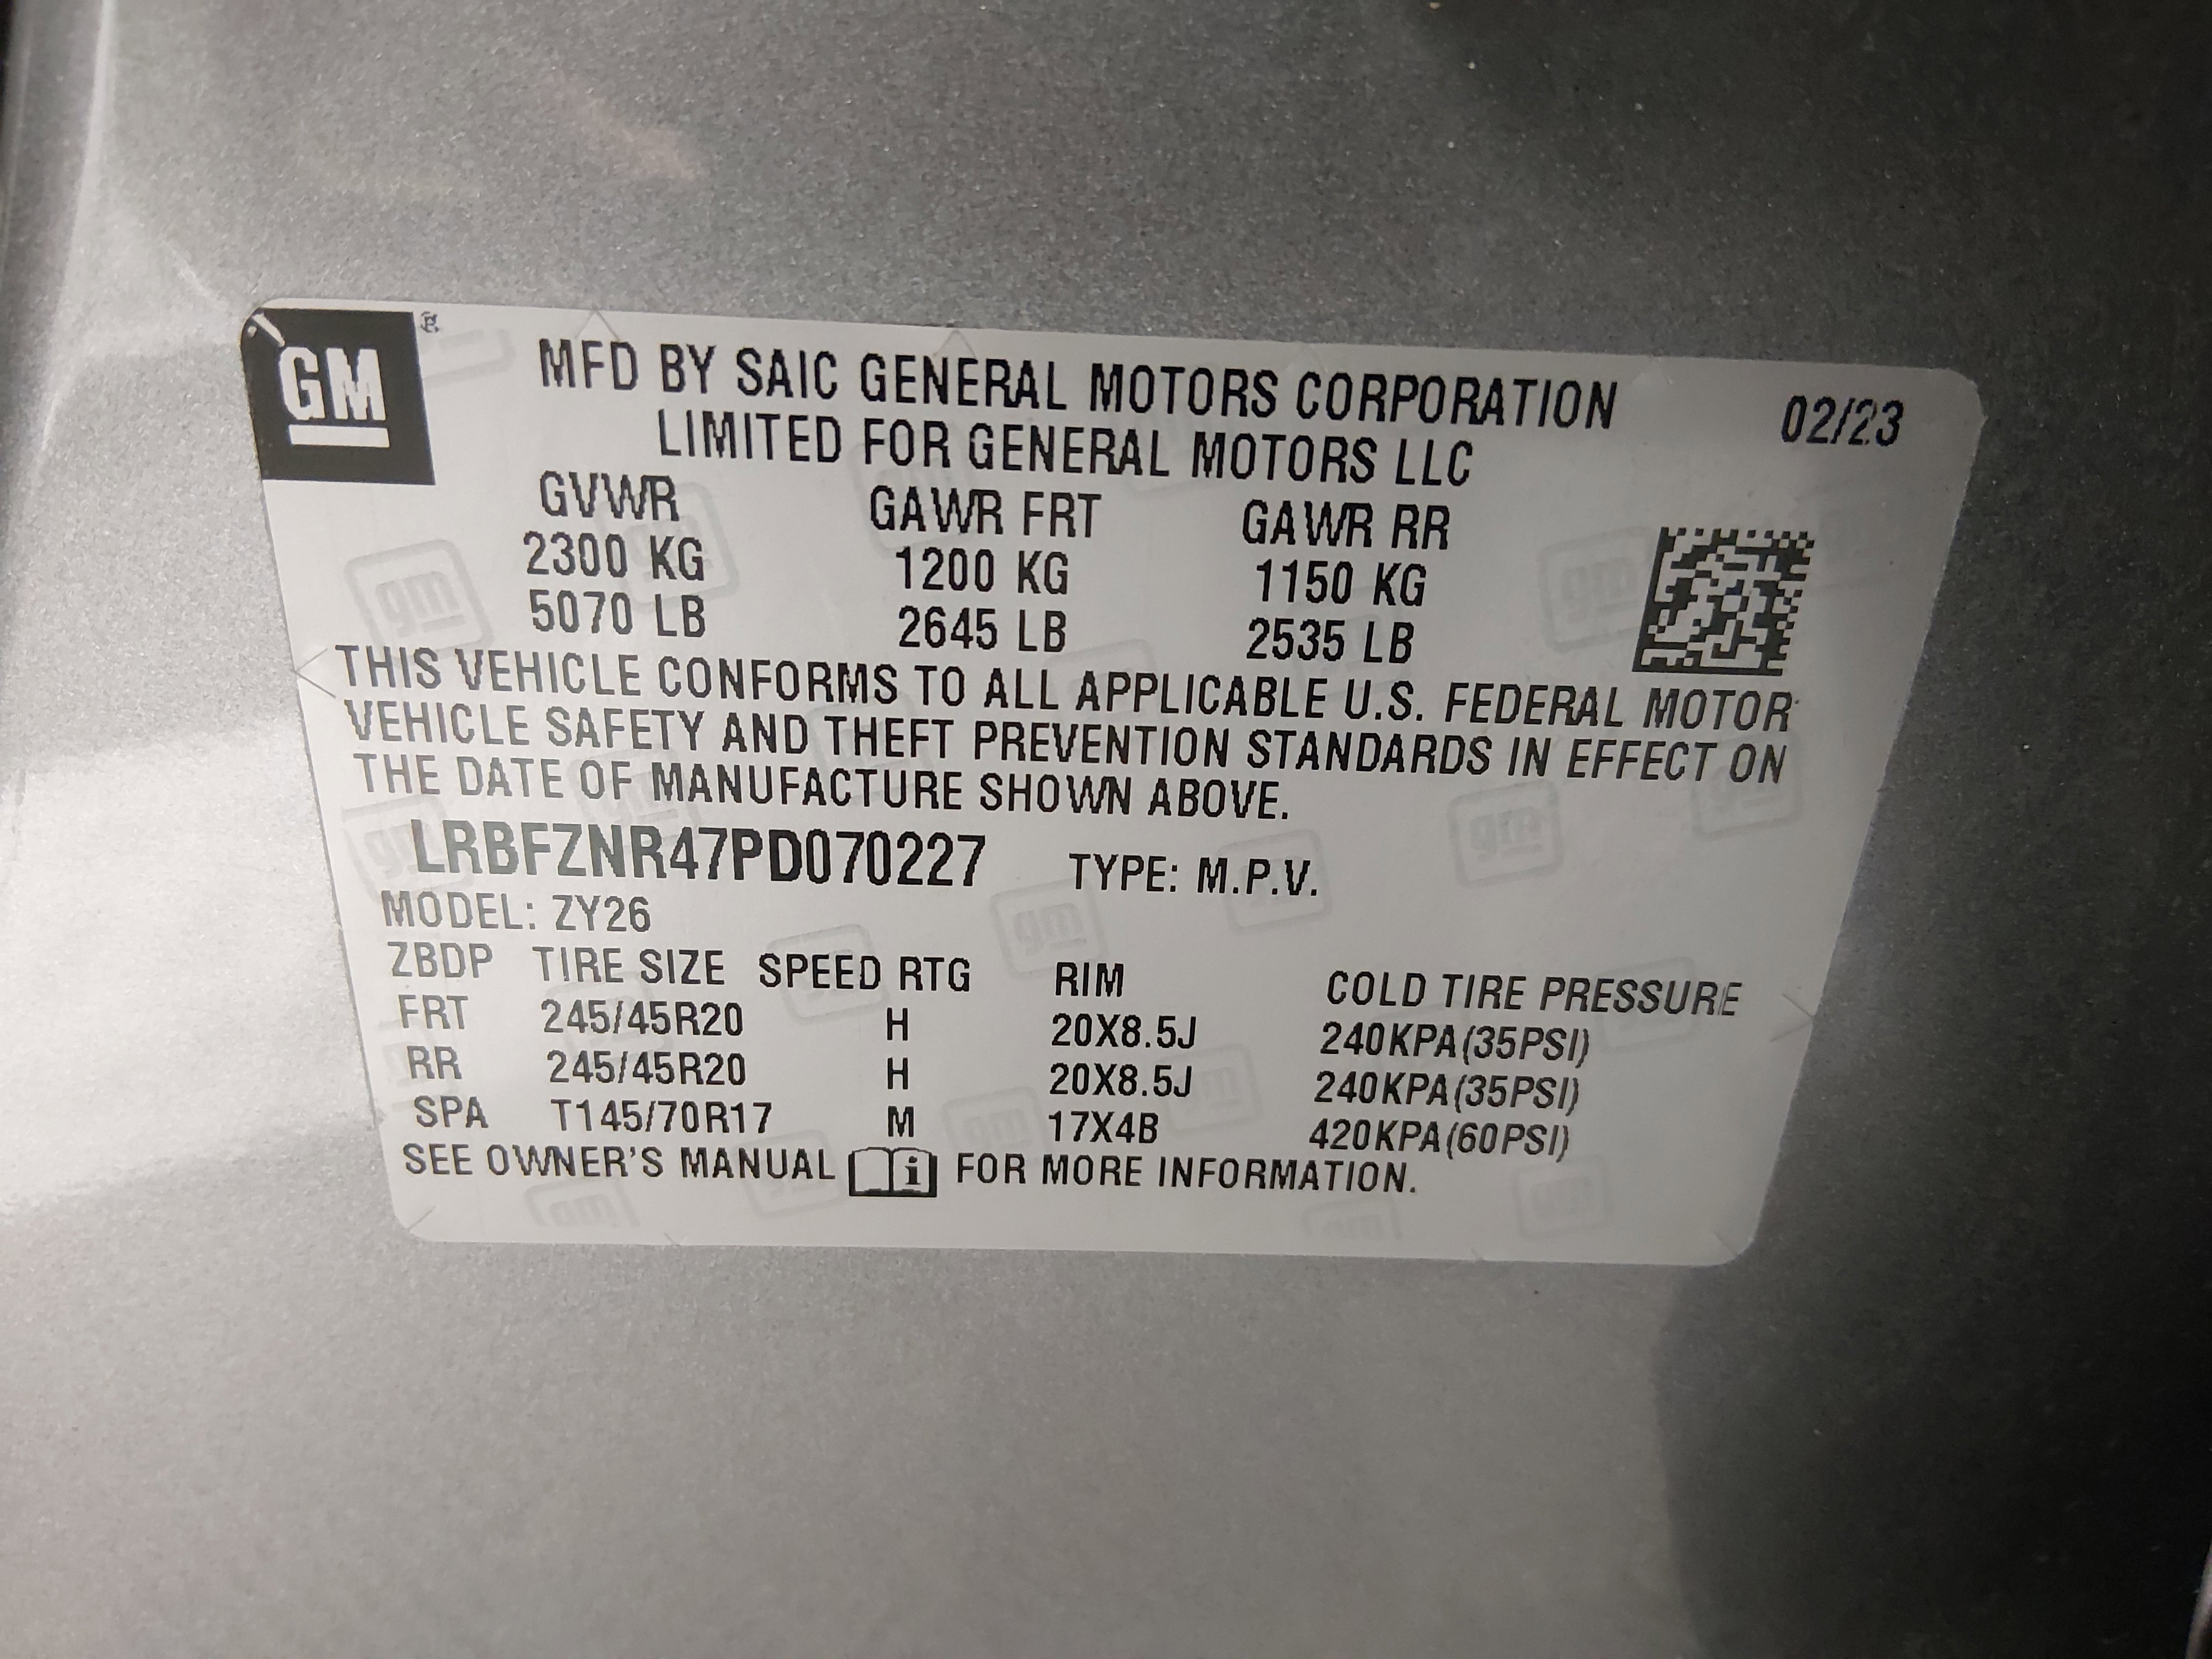 GM ®
MFD BY SAIC GENERAL MOTORS CORPORATION 02/23
LIMITED FOR GENERAL MOTORS LLC
GVWR GAWR FRT GAWR RR
2300 KG 1200 KG 1150 KG
5070 LB 2645 LB 2535 LB
THIS VEHICLE CONFORMS TO ALL APPLICABLE U.S. FEDERAL MOTOR
VEHICLE SAFETY AND THEFT PREVENTION STANDARDS IN EFFECT ON
THE DATE OF MANUFACTURE SHOWN ABOVE.
LRBFZNR47PD070227 TYPE: M.P.V.
MODEL: ZY26
ZBDP TIRE SIZE SPEED RTG RIM COLD TIRE PRESSURE
FRT 245/45R20 H 20X8.5J 240KPA(35PSI)
RR 245/45R20 H 20X8.5J 240KPA(35PSI)
SPA T145/70R17 M 17X4B 420KPA(60PSI)
SEE OWNER'S MANUAL i FOR MORE INFORMATION.